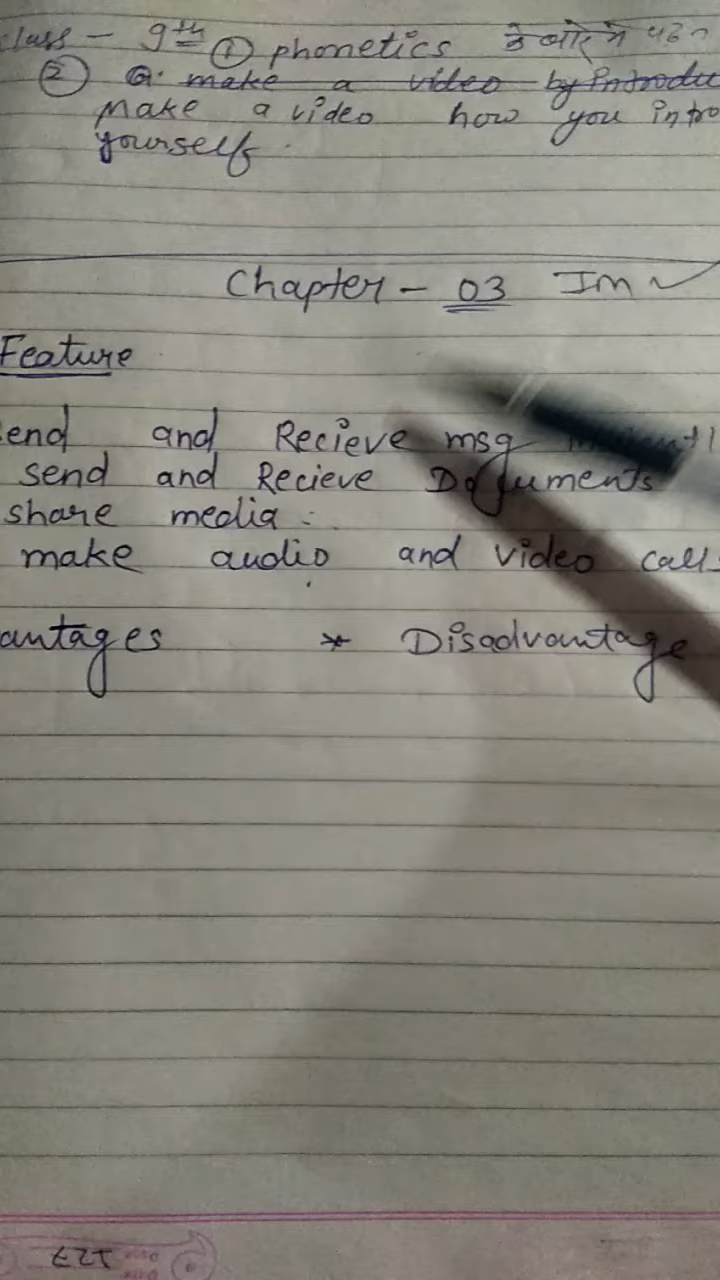 class - 9th ① phonetics के बारे में
② Q. make a video by Introdu
Make a video how you intro
yourself.
Chapter - 03 Im
Feature
end and Recieve msg
send and Recieve Documents
share media
make audio and video call
antages * Disadvantage